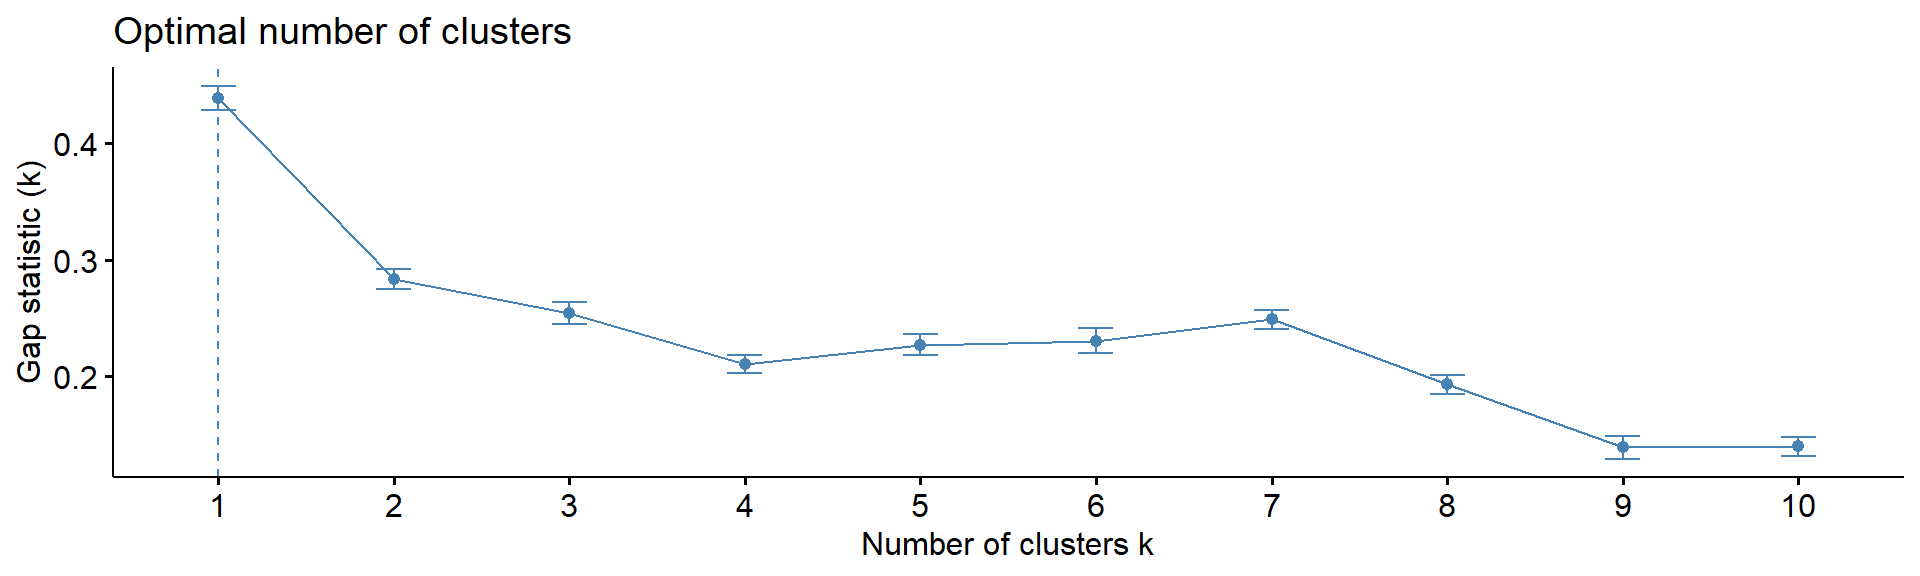 Optimal number of clusters
Gap statistic (k)
0.4
0.3
0.2
1 2 3 4 5 6 7 8 9 10
Number of clusters k